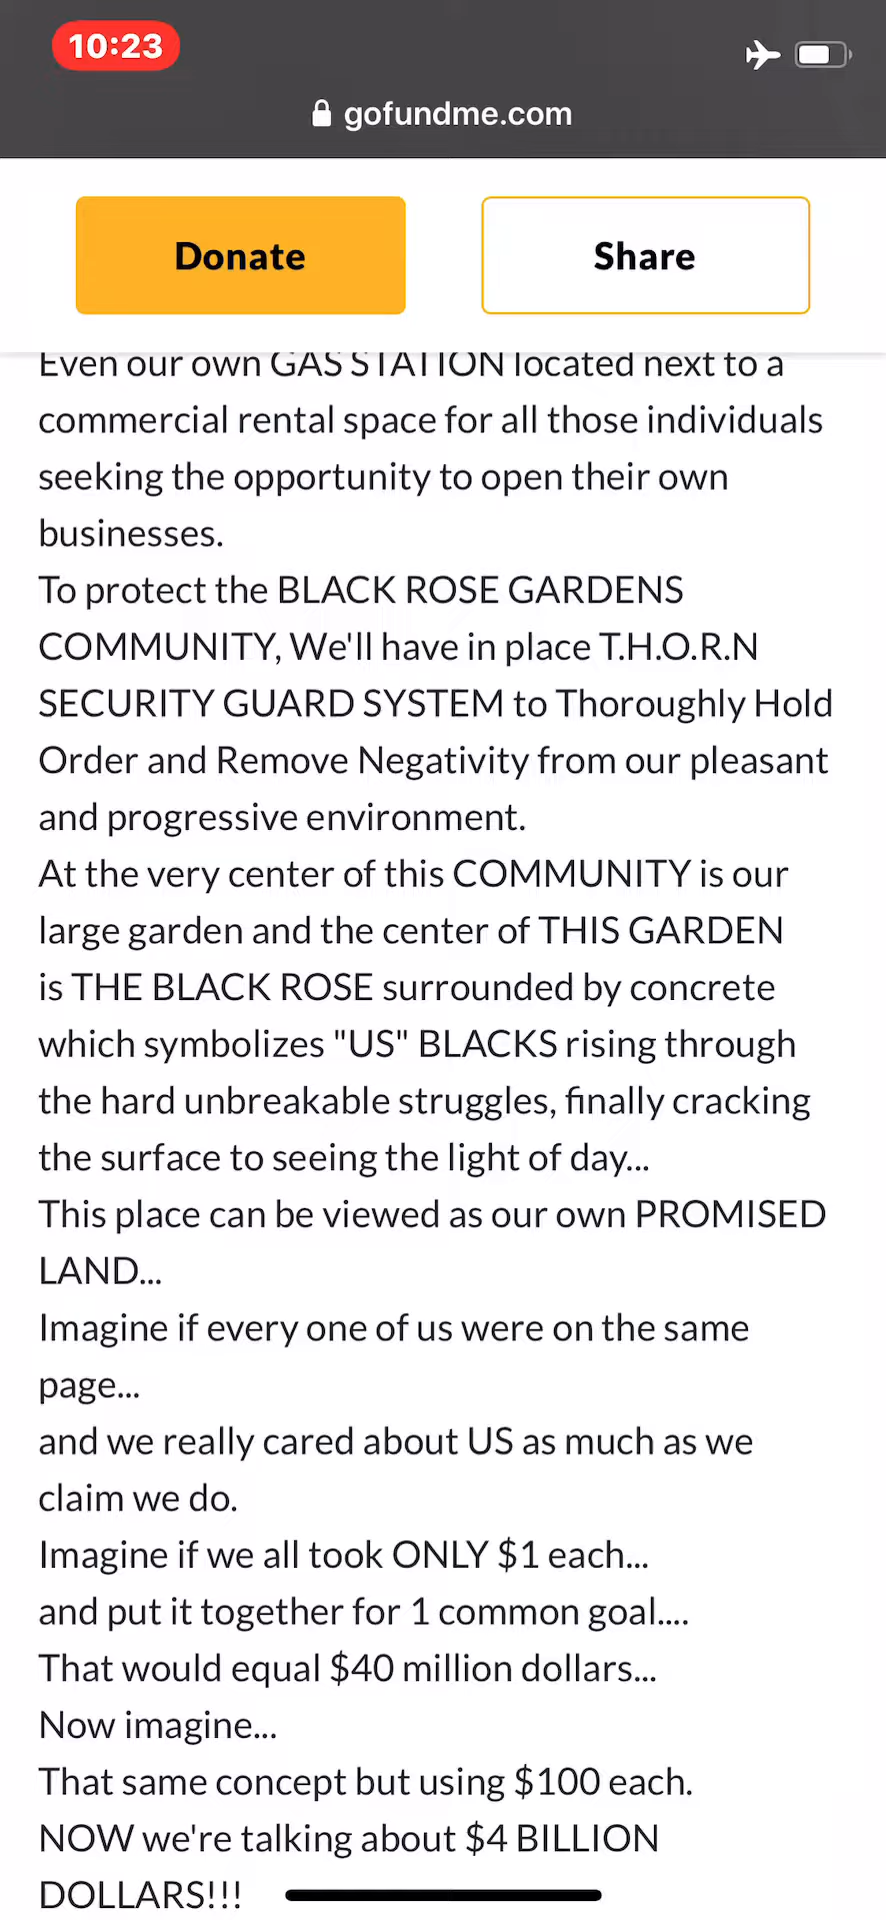 10:23
gofundme.com
Donate
Share
Even our own GAS STATION located next to a
commercial rental space for all those individuals
seeking the opportunity to open their own
businesses.
To protect the BLACK ROSE GARDENS
COMMUNITY, We'll have in place T.H.O.R.N
SECURITY GUARD SYSTEM to Thoroughly Hold
Order and Remove Negativity from our pleasant
and progressive environment.
At the very center of this COMMUNITY is our
large garden and the center of THIS GARDEN
is THE BLACK ROSE surrounded by concrete
which symbolizes "US" BLACKS rising through
the hard unbreakable struggles, finally cracking
the surface to seeing the light of day...
This place can be viewed as our own PROMISED
LAND...
Imagine if every one of us were on the same
page...
and we really cared about US as much as we
claim we do.
Imagine if we all took ONLY $1 each...
and put it together for 1 common goal....
That would equal $40 million dollars...
Now imagine...
That same concept but using $100 each.
NOW we're talking about $4 BILLION
DOLLARS!!!